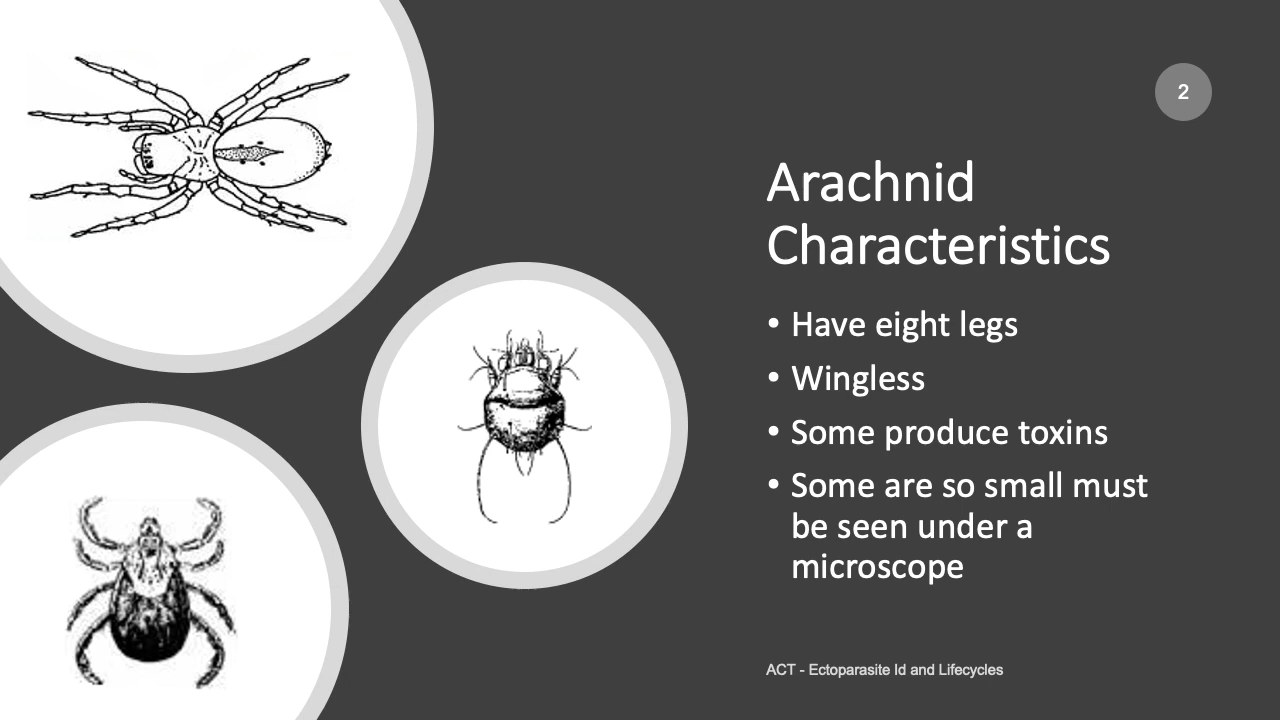 2
Arachnid
Characteristics
• Have eight legs
• Wingless
• Some produce toxins
• Some are so small must
be seen under a
microscope
ACT - Ectoparasite Id and Lifecycles